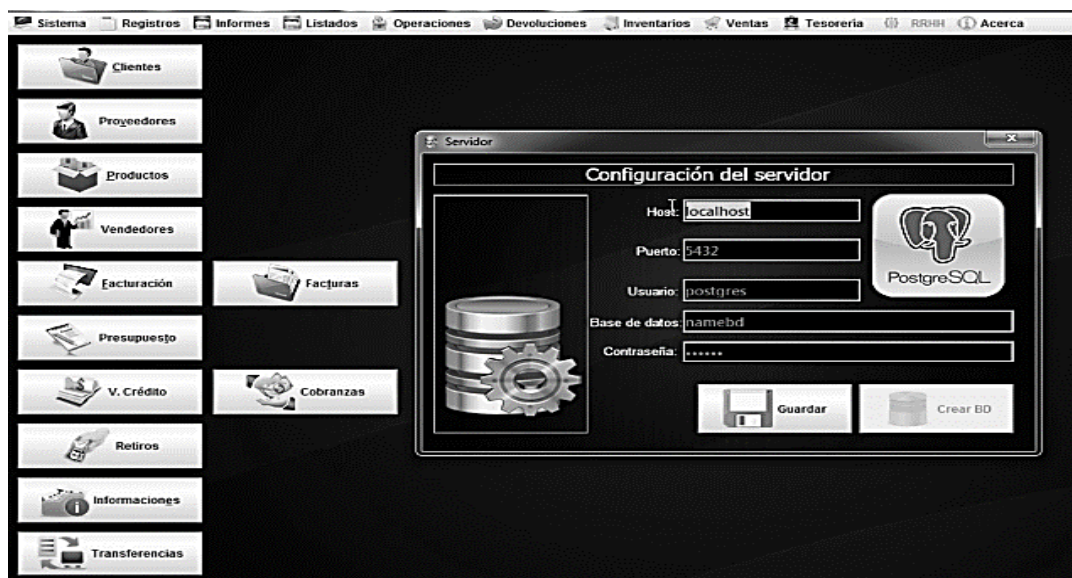 Sistema Registros Informes Listados Operaciones Devoluciones Inventarios Ventas Tesoreria RRHH Acerca
Clientes
Proveedores
Productos
Vendedores
Facturación
Facturas
Presupuesto
V. Crédito
Cobranzas
Retiros
Informaciones
Transferencias
Servidor
Configuración del servidor
Host: localhost
Puerto: 5432
Usuario: postgres
Base de datos: namebd
Contraseña: ••••••
PostgreSQL
Guardar
Crear BD